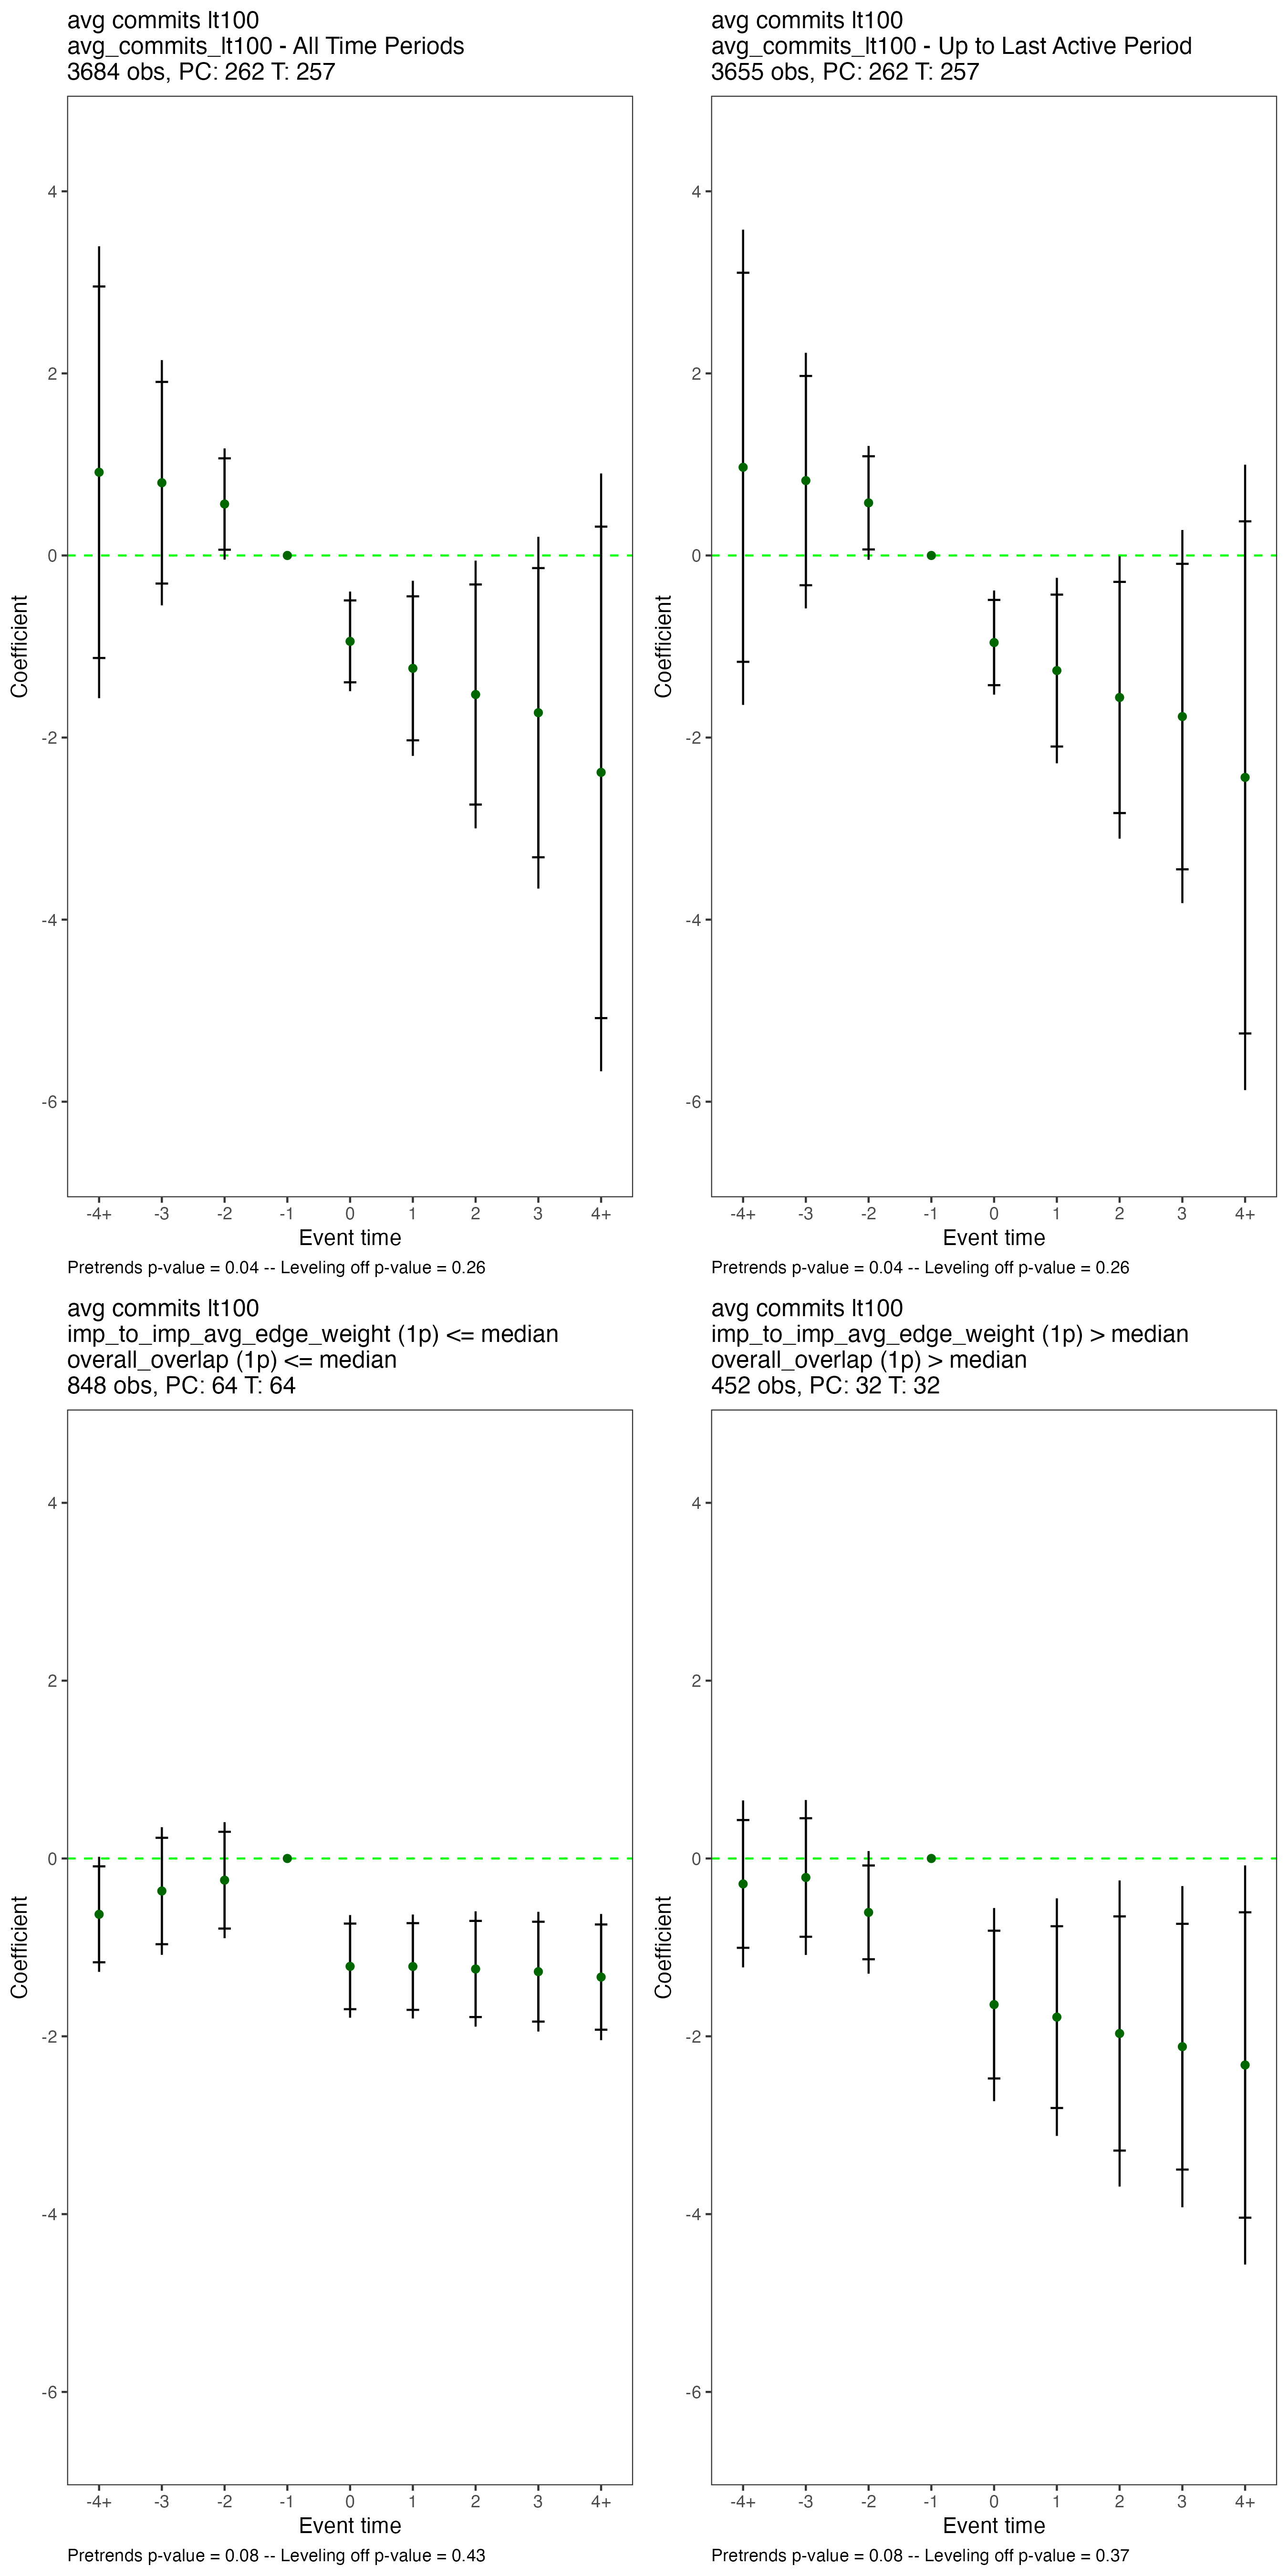 avg commits lt100
avg_commits_lt100 - All Time Periods
3684 obs, PC: 262 T: 257
4
2
0
-2
-4
-6
Coefficient
-4+ -3 -2 -1 0 1 2 3 4+
Event time
Pretrends p-value = 0.04 -- Leveling off p-value = 0.26
avg commits lt100
avg_commits_lt100 - Up to Last Active Period
3655 obs, PC: 262 T: 257
4
2
0
-2
-4
-6
Coefficient
-4+ -3 -2 -1 0 1 2 3 4+
Event time
Pretrends p-value = 0.04 -- Leveling off p-value = 0.26
avg commits lt100
imp_to_imp_avg_edge_weight (1p) <= median
overall_overlap (1p) <= median
848 obs, PC: 64 T: 64
4
2
0
-2
-4
-6
Coefficient
-4+ -3 -2 -1 0 1 2 3 4+
Event time
Pretrends p-value = 0.08 -- Leveling off p-value = 0.43
avg commits lt100
imp_to_imp_avg_edge_weight (1p) > median
overall_overlap (1p) > median
452 obs, PC: 32 T: 32
4
2
0
-2
-4
-6
Coefficient
-4+ -3 -2 -1 0 1 2 3 4+
Event time
Pretrends p-value = 0.08 -- Leveling off p-value = 0.37